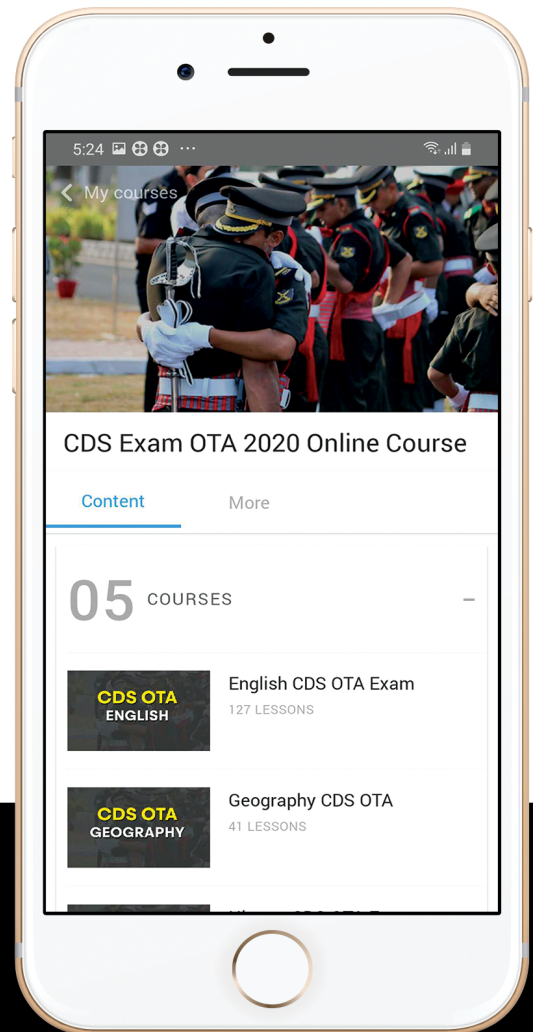 5:24
My courses
CDS Exam OTA 2020 Online Course
Content
More
05 COURSES
CDS OTA
ENGLISH
English CDS OTA Exam
127 LESSONS
CDS OTA
GEOGRAPHY
Geography CDS OTA
41 LESSONS